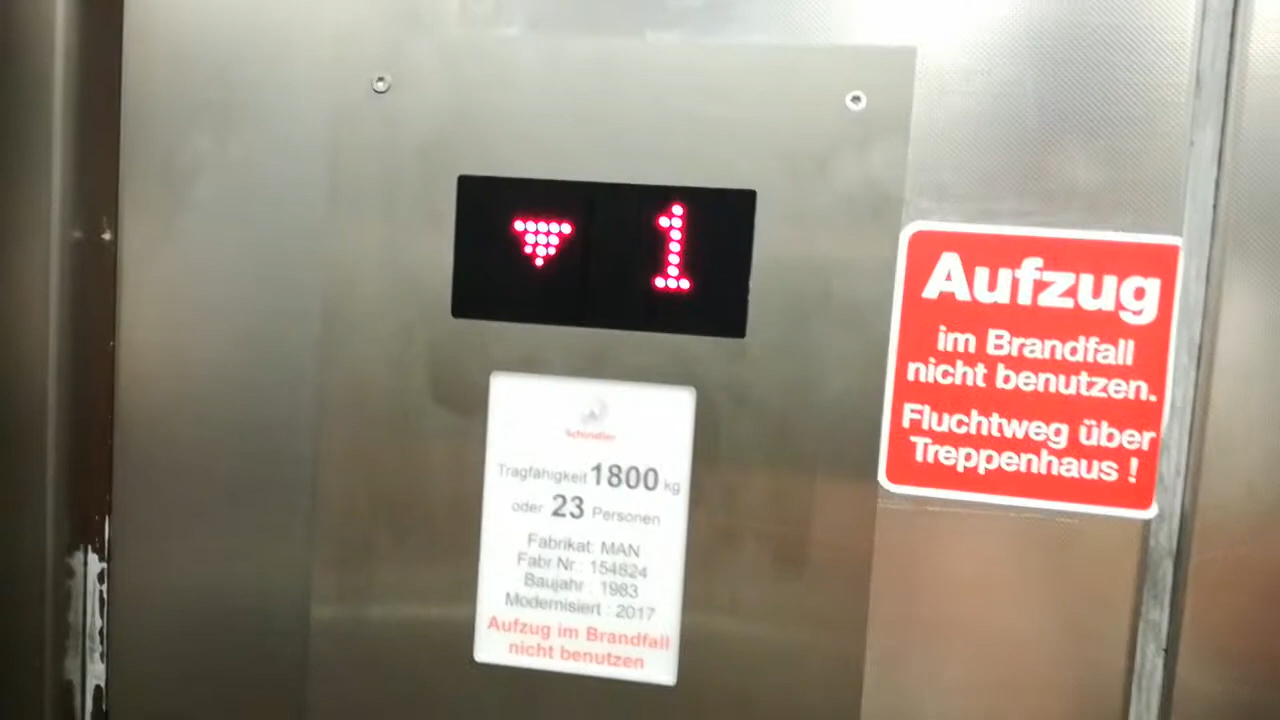 1
Schindler
Tragfähigkeit 1800 kg
oder 23 Personen
Fabrikat: MAN
Fabr Nr.: 154824
Baujahr : 1983
Modernisiert : 2017
Aufzug im Brandfall
nicht benutzen
Aufzug
im Brandfall
nicht benutzen.
Fluchtweg über
Treppenhaus !